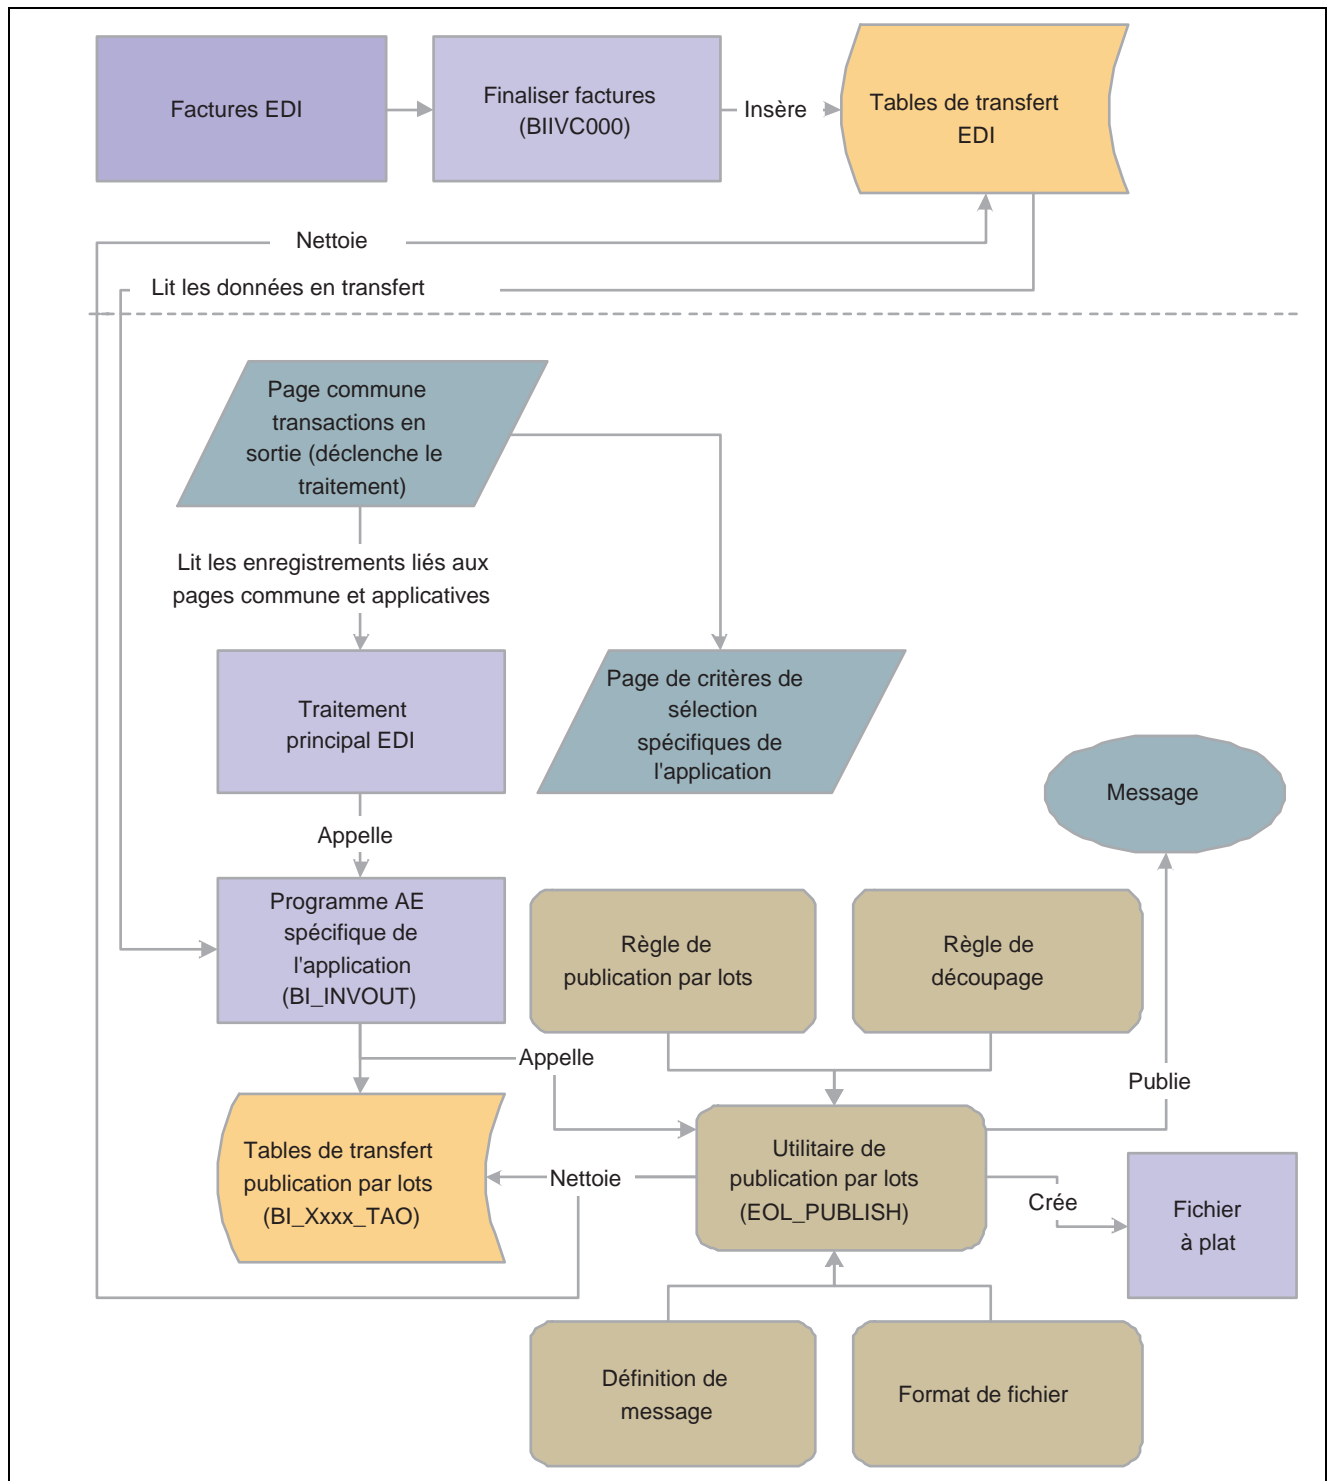 Factures EDI
Finaliser factures
(BIIVC000)
Insère
Tables de transfert
EDI
Nettoie
Lit les données en transfert
Page commune
transactions en
sortie (déclenche le
traitement)
Lit les enregistrements liés aux
pages commune et applicatives
Traitement
principal EDI
Page de critères de
sélection
spécifiques de
l'application
Message
Appelle
Programme AE
spécifique de
l'application
(BI_INVOUT)
Règle de
publication par lots
Règle de
découpage
Appelle
Publie
Tables de transfert
publication par lots
(BI_Xxxx_TAO)
Nettoie
Utilitaire de
publication par lots
(EOL_PUBLISH)
Crée
Fichier
à plat
Définition de
message
Format de fichier